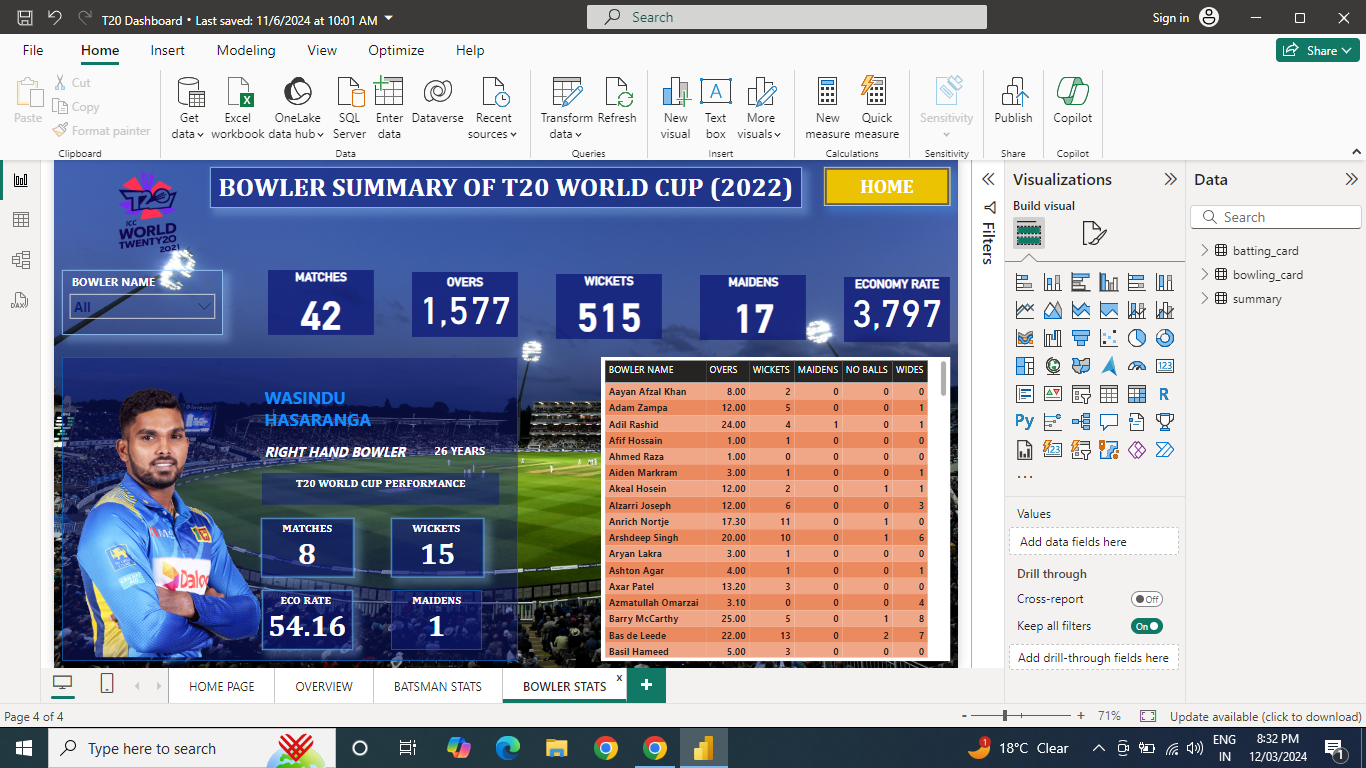 T20 Dashboard • Last saved: 11/6/2024 at 10:01 AM
Search
Sign in
File Home Insert Modeling View Optimize Help
Share
Paste
Cut
Copy
Format painter
Clipboard
Get data
Excel workbook
OneLake data hub
SQL Server
Enter data
Dataverse
Recent sources
Data
Transform data
Refresh
Queries
New visual
Text box
More visuals
Insert
New measure
Quick measure
Calculations
Sensitivity
Sensitivity
Publish
Share
Copilot
Copilot
T20
ICC
WORLD
TWENTY20
2021
BOWLER SUMMARY OF T20 WORLD CUP (2022)
HOME
BOWLER NAME
All
MATCHES
42
OVERS
1,577
WICKETS
515
MAIDENS
17
ECONOMY RATE
3,797
WASINDU
HASARANGA
RIGHT HAND BOWLER 26 YEARS
T20 WORLD CUP PERFORMANCE
MATCHES
8
WICKETS
15
ECO RATE
54.16
MAIDENS
1
BOWLER NAME OVERS WICKETS MAIDENS NO BALLS WIDES
Aayan Afzal Khan 8.00 2 0 0 0
Adam Zampa 12.00 5 0 0 1
Adil Rashid 24.00 4 1 0 1
Afif Hossain 1.00 1 0 0 0
Ahmed Raza 1.00 0 0 0 0
Aiden Markram 3.00 1 0 0 1
Akeal Hosein 12.00 2 0 1 1
Alzarri Joseph 12.00 6 0 0 3
Anrich Nortje 17.30 11 0 1 0
Arshdeep Singh 20.00 10 0 1 6
Aryan Lakra 3.00 1 0 0 0
Ashton Agar 4.00 1 0 0 1
Axar Patel 13.20 3 0 0 0
Azmatullah Omarzai 3.10 0 0 0 4
Barry McCarthy 25.00 5 0 1 8
Bas de Leede 22.00 13 0 2 7
Basil Hameed 5.00 3 0 0 0
Filters
Visualizations
Build visual
Values
Add data fields here
Drill through
Cross-report
Off
Keep all filters
On
Add drill-through fields here
Data
Search
batting_card
bowling_card
summary
HOME PAGE
OVERVIEW
BATSMAN STATS
BOWLER STATS
x
+
Page 4 of 4
- + 71%
Update available (click to download)
Type here to search
1
18°C Clear
ENG
IN
8:32 PM
12/03/2024
1